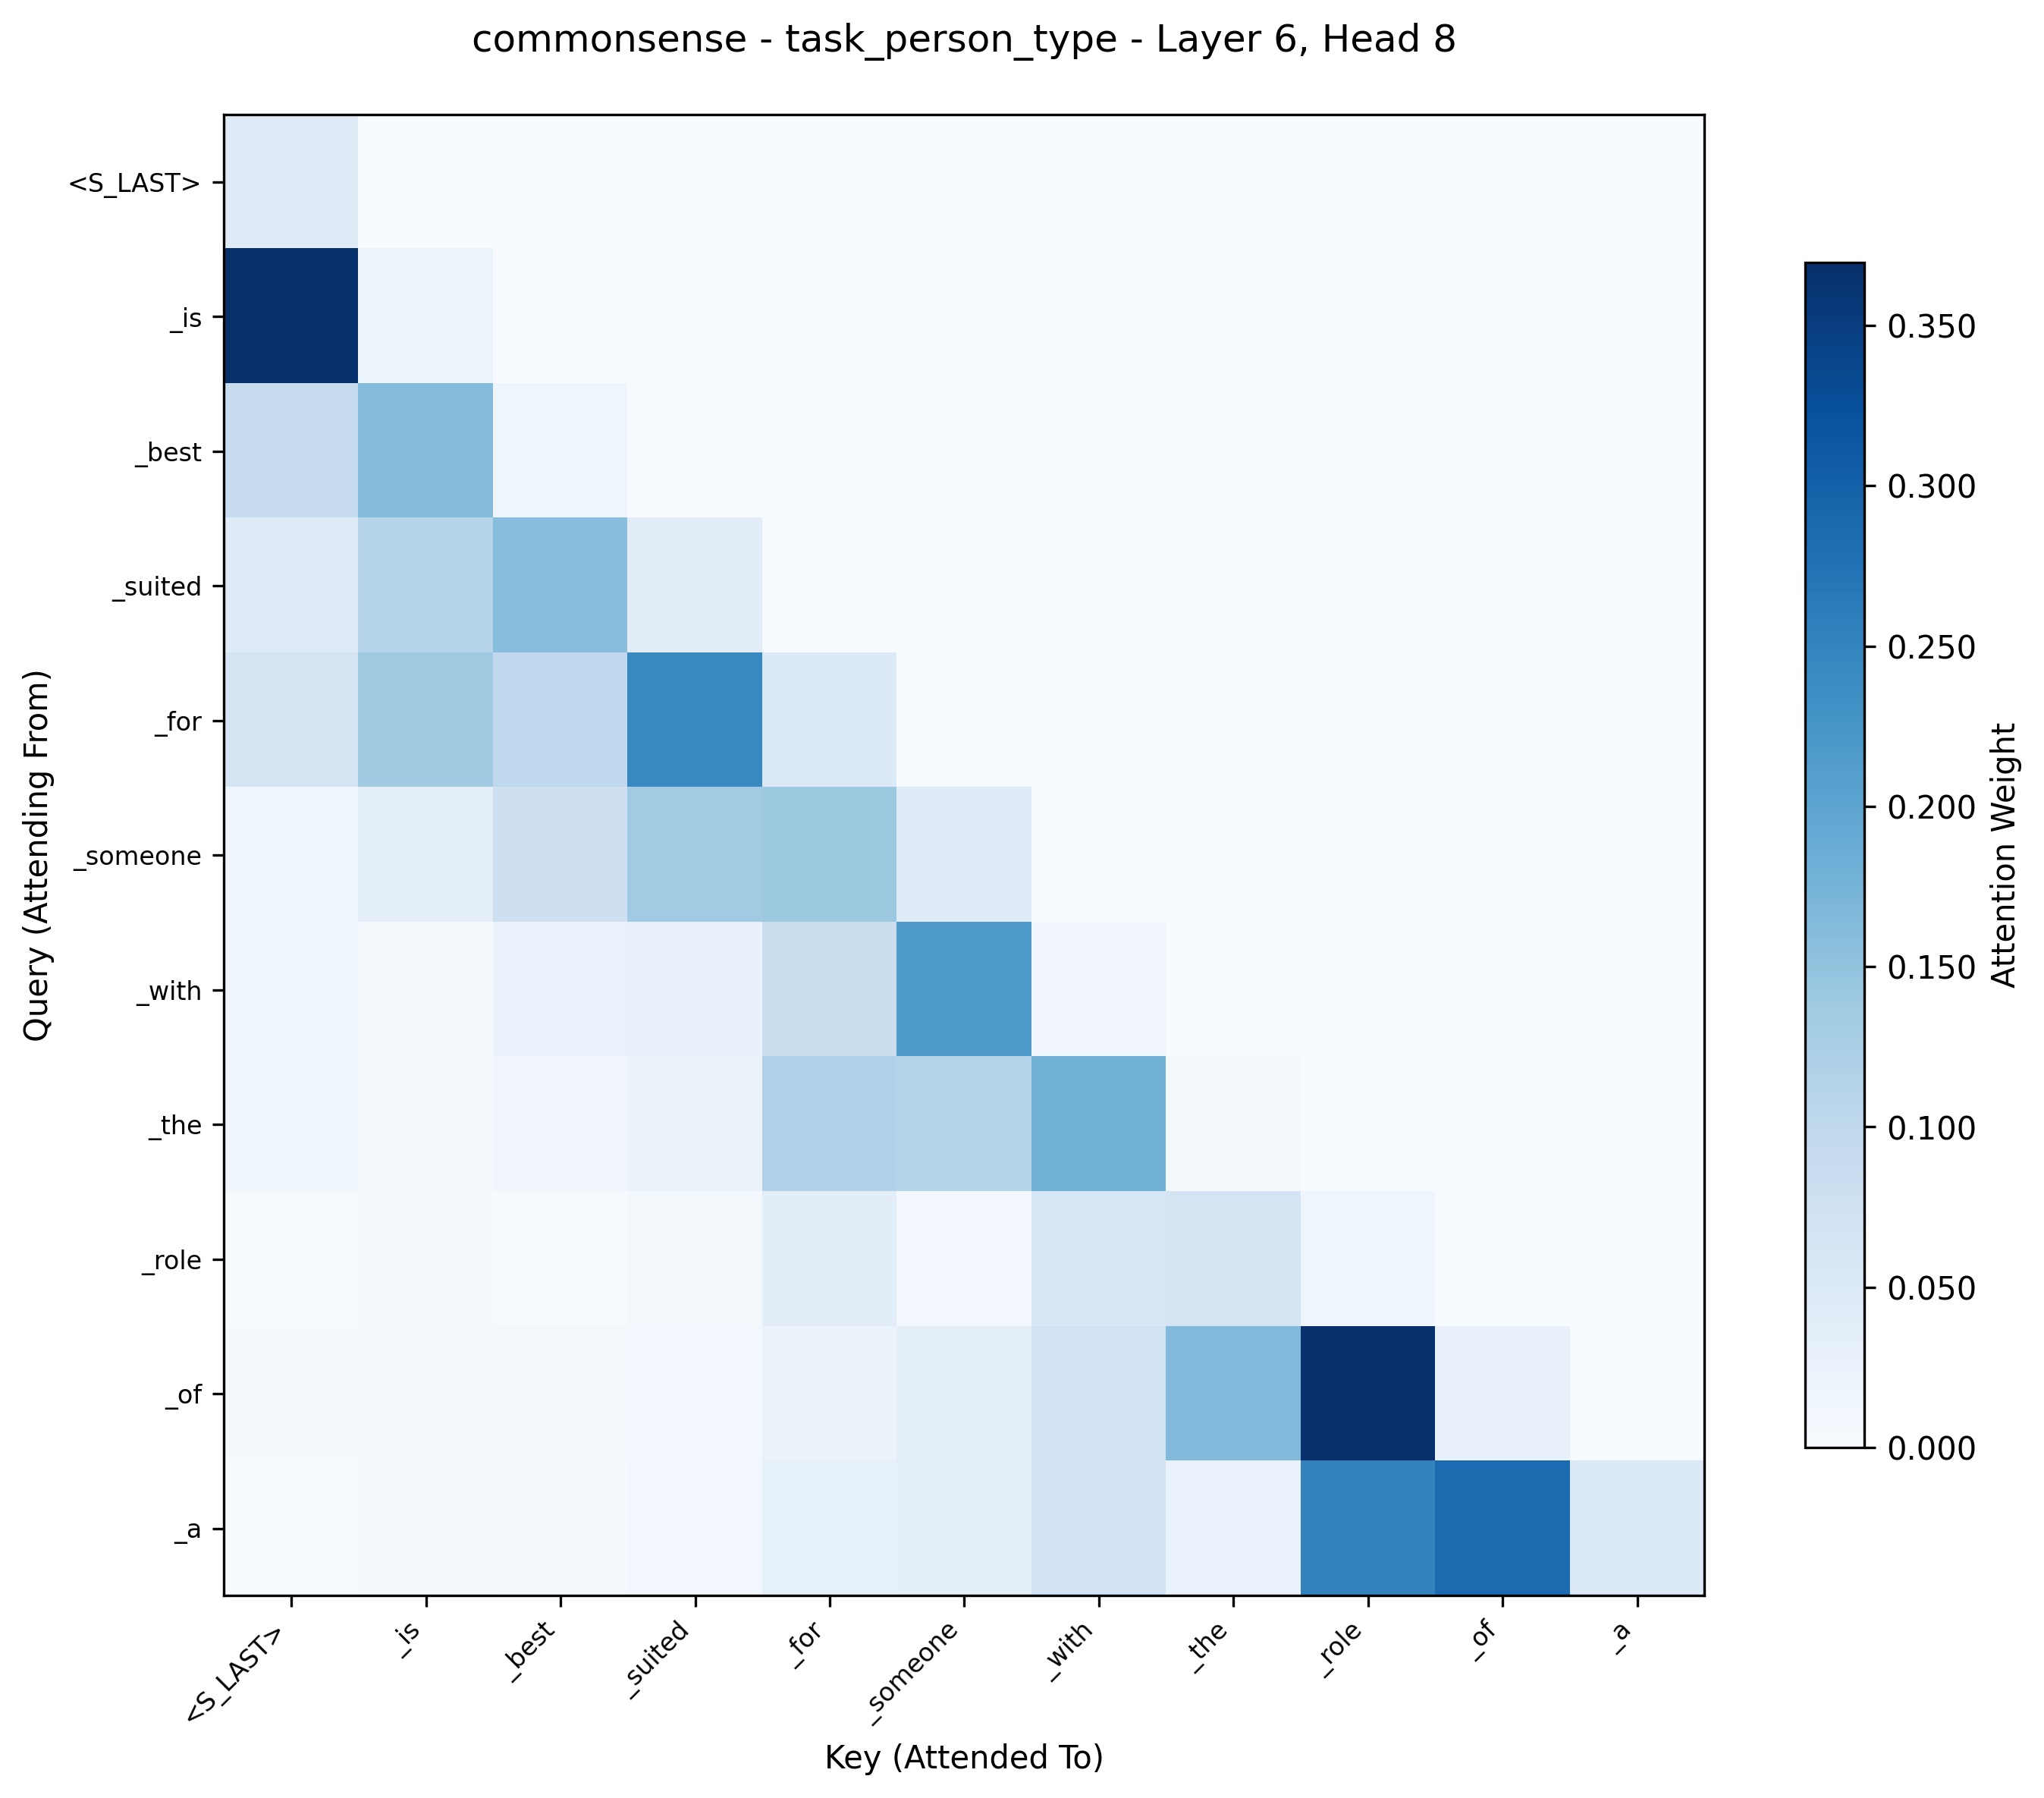 commonsense - task_person_type - Layer 6, Head 8
Query (Attending From)
<S_LAST>
_is
_best
_suited
_for
_someone
_with
_the
_role
_of
_a
<S_LAST>
_is
_best
_suited
_for
_someone
_with
_the
_role
_of
_a
Key (Attended To)
0.350
0.300
0.250
0.200
0.150
0.100
0.050
0.000
Attention Weight